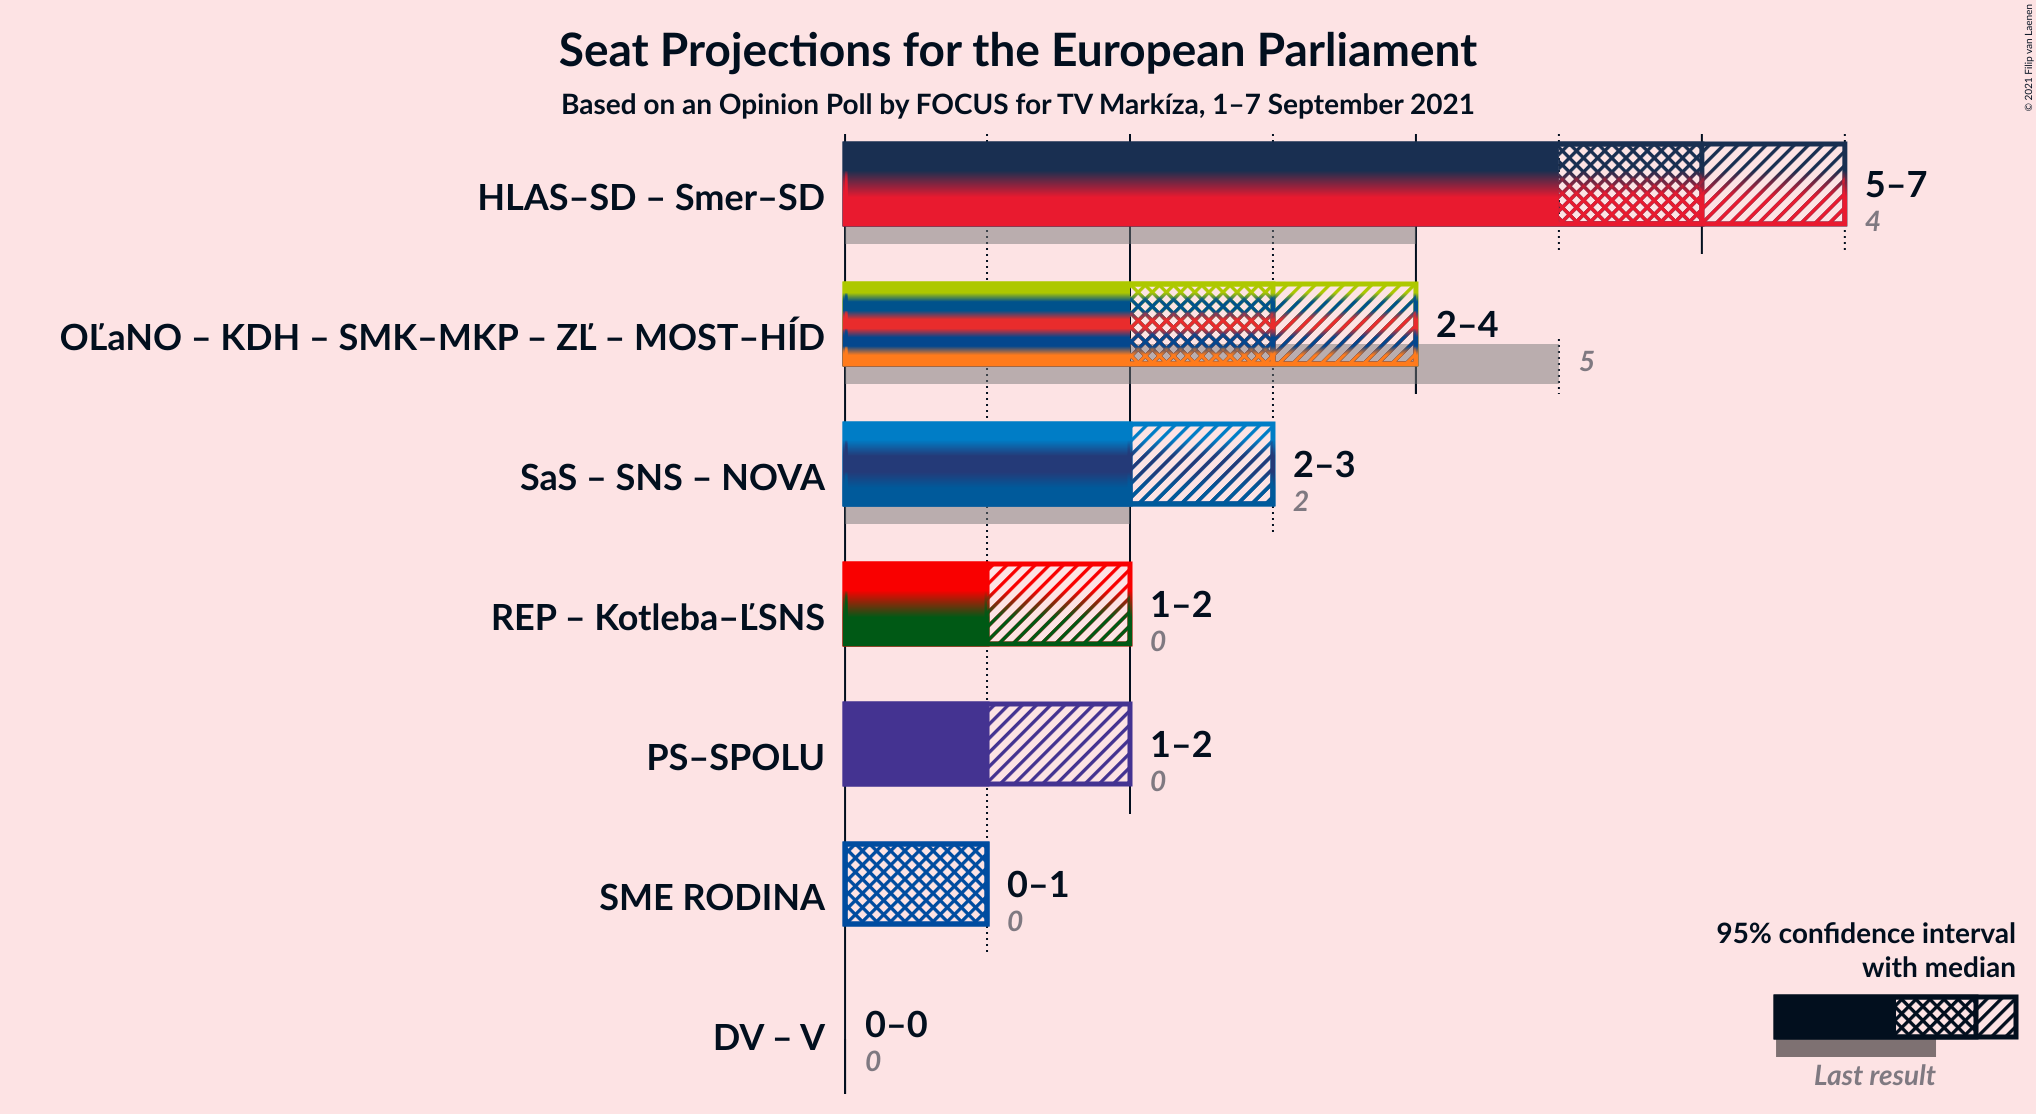 Seat Projections for the European Parliament
Based on an Opinion Poll by FOCUS for TV Markíza, 1–7 September 2021
© 2021 Filip van Laenen
HLAS–SD – Smer–SD
5–7
4
OĽaNO – KDH – SMK–MKP – ZĽ – MOST–HÍD
2–4
5
SaS – SNS – NOVA
2–3
2
REP – Kotleba–ĽSNS
1–2
0
PS–SPOLU
1–2
0
SME RODINA
0–1
0
DV – V
0–0
0
95% confidence interval
with median
Last result